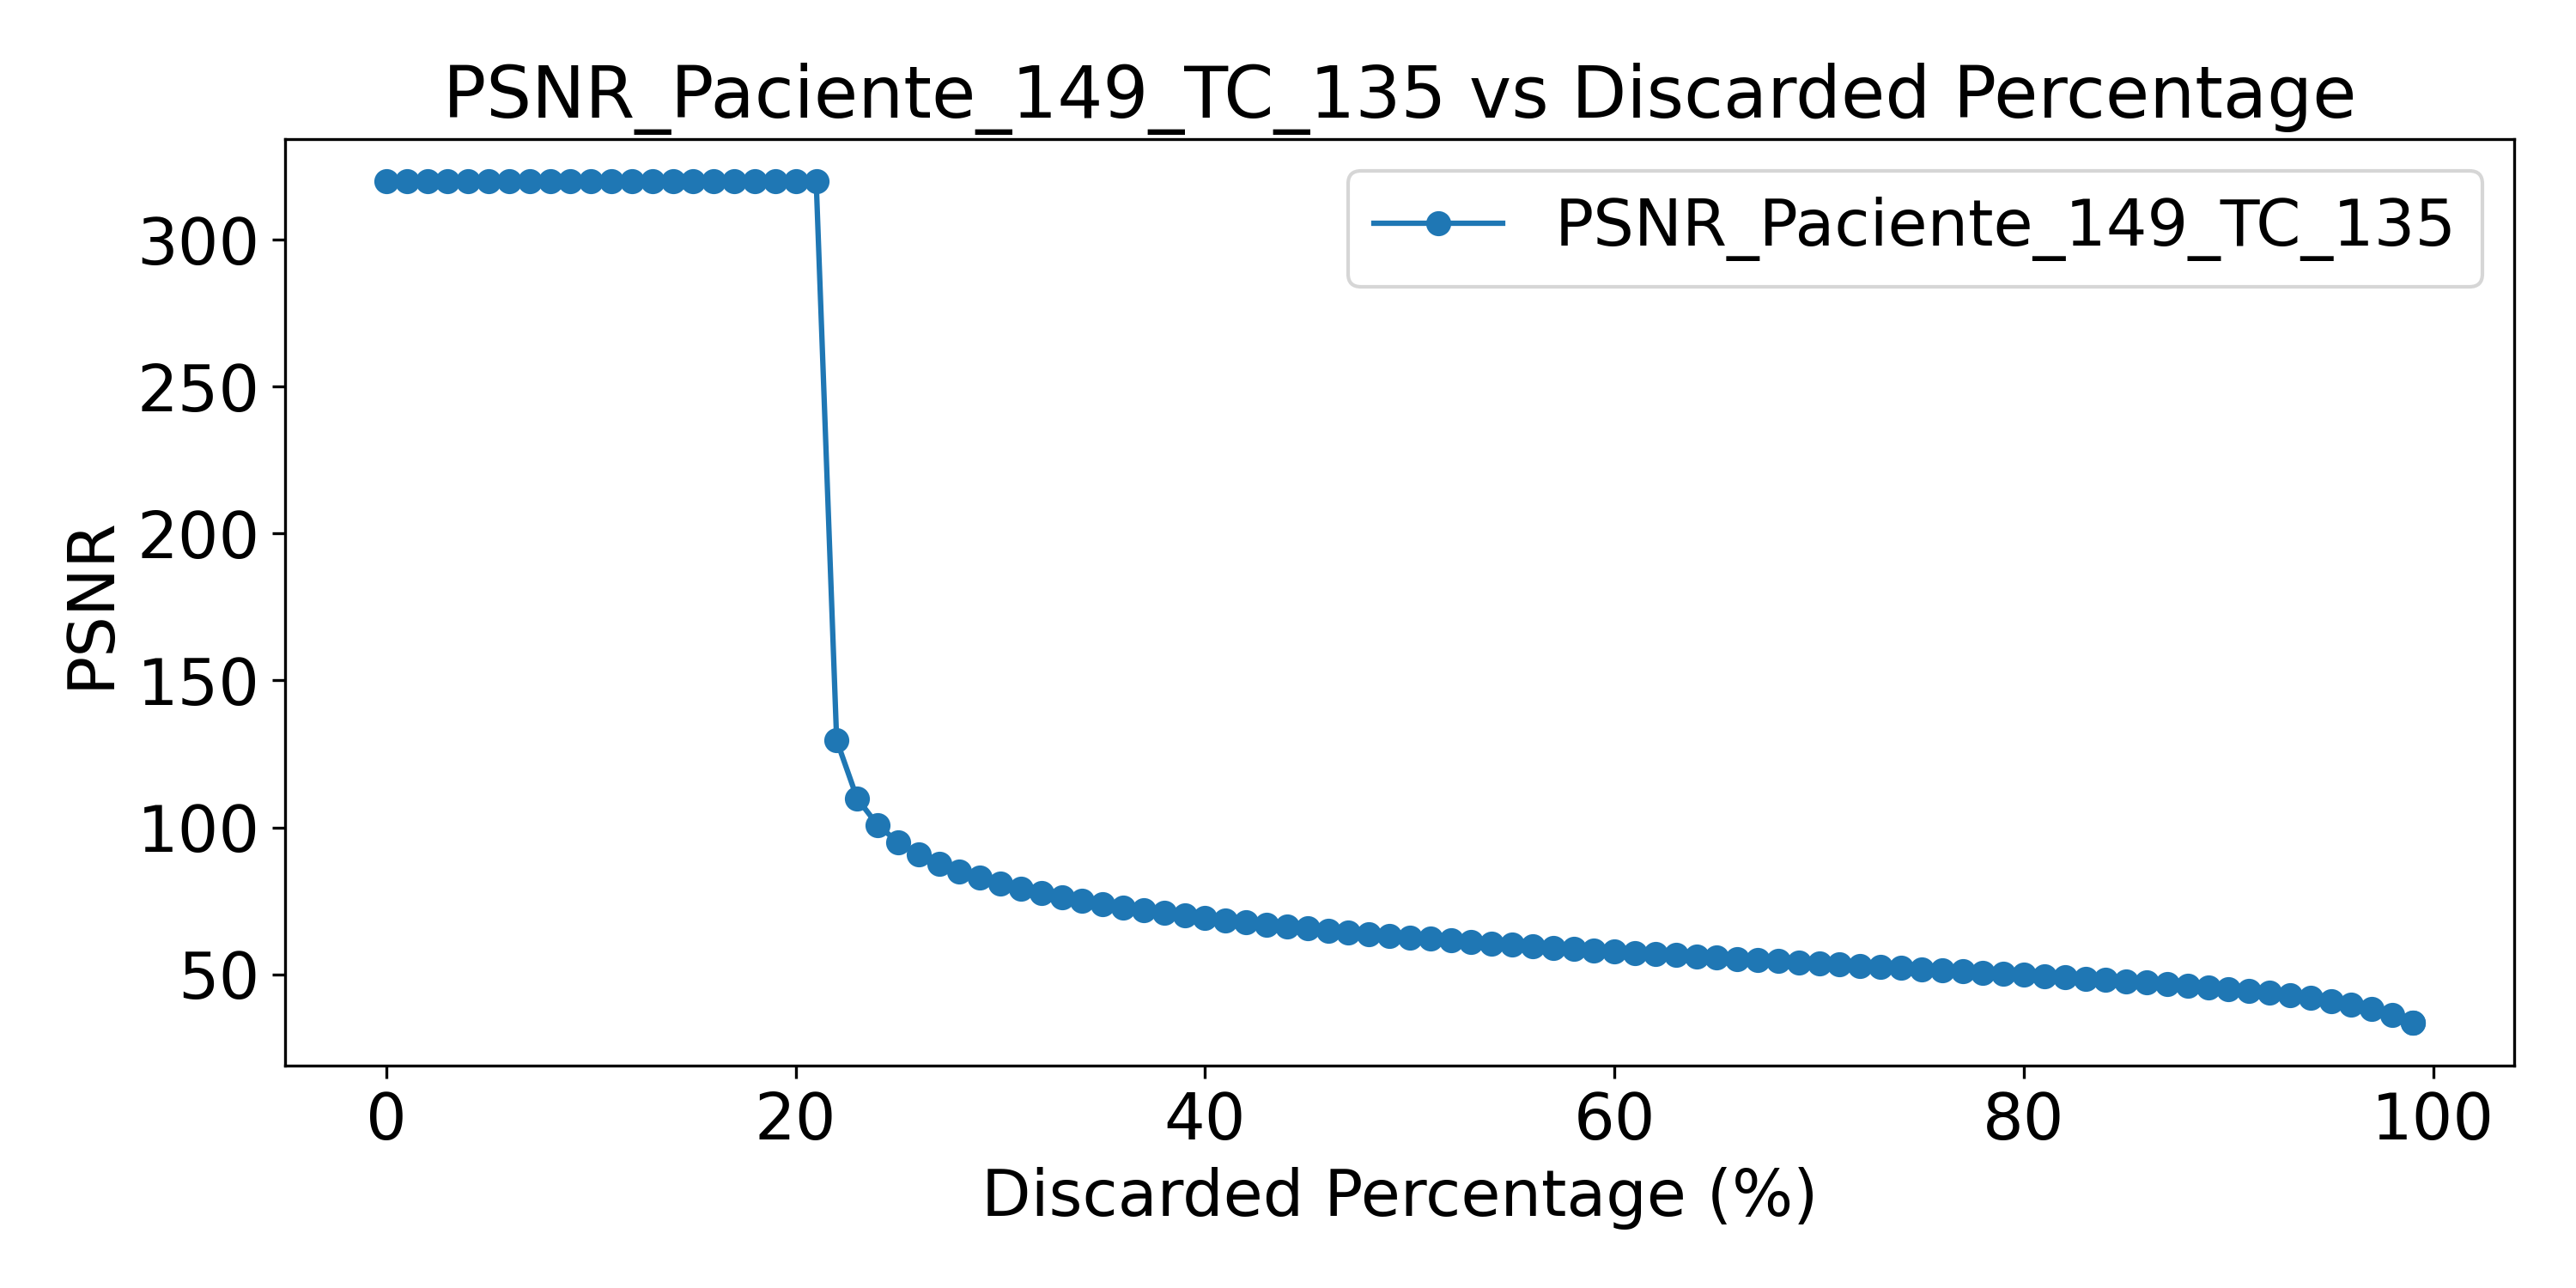 PSNR_Paciente_149_TC_135 vs Discarded Percentage
PSNR_Paciente_149_TC_135
PSNR
300
250
200
150
100
50
0 20 40 60 80 100
Discarded Percentage (%)